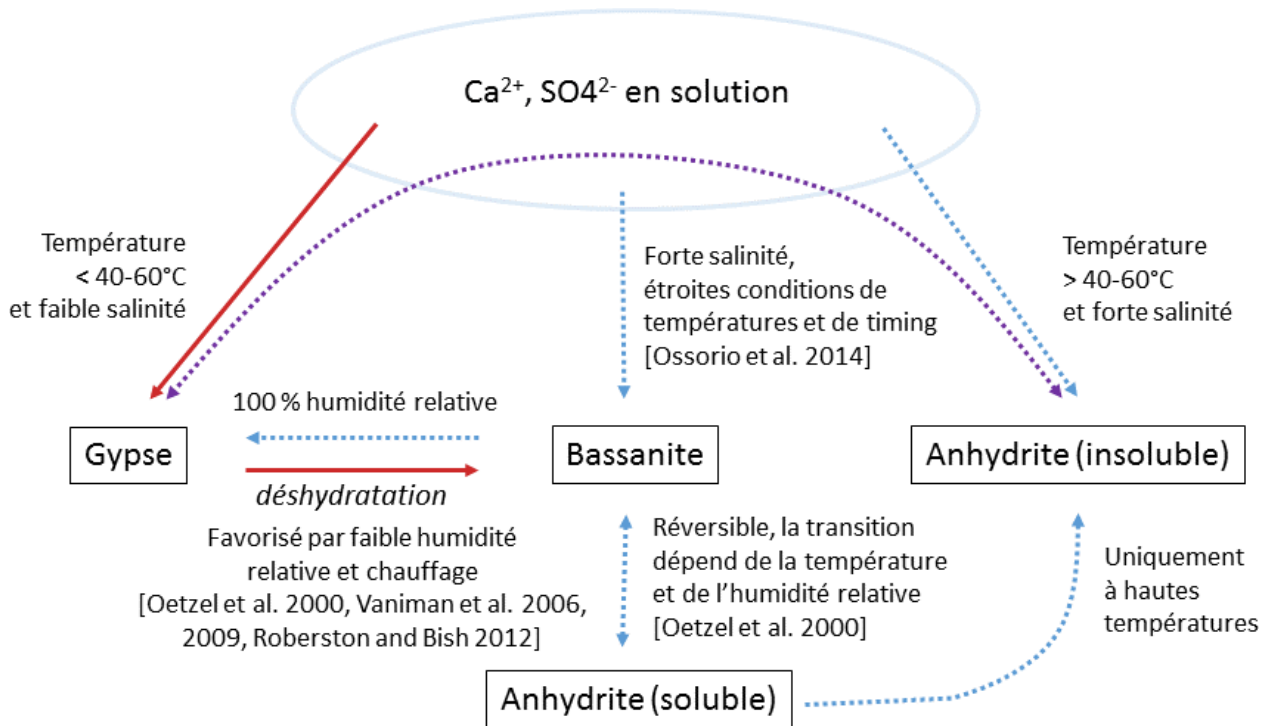 Ca²⁺, SO4²⁻ en solution
Température
< 40-60°C
et faible salinité
Forte salinité,
étroites conditions de
températures et de timing
[Ossorio et al. 2014]
Température
> 40-60°C
et forte salinité
100 % humidité relative
Gypse
Bassanite
Anhydrite (insoluble)
déshydratation
Favorisé par faible humidité
relative et chauffage
[Oetzel et al. 2000, Vaniman et al. 2006,
2009, Roberston and Bish 2012]
Réversible, la transition
dépend de la température
et de l’humidité relative
[Oetzel et al. 2000]
Uniquement
à hautes
températures
Anhydrite (soluble)